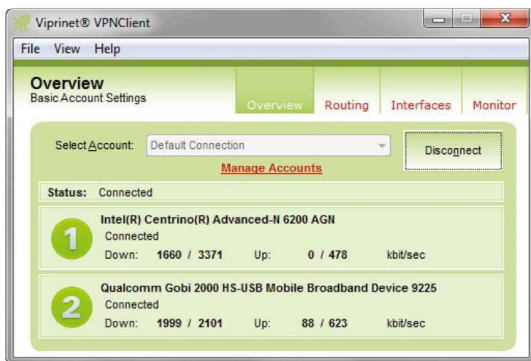 Viprinet® VPNClient
File View Help
Overview
Basic Account Settings
Overview Routing Interfaces Monitor
Select Account: Default Connection Disconnect
Manage Accounts
Status: Connected
1 Intel(R) Centrino(R) Advanced-N 6200 AGN
Connected
Down: 1660 / 3371 Up: 0 / 478 kbit/sec
2 Qualcomm Gobi 2000 HS-USB Mobile Broadband Device 9225
Connected
Down: 1999 / 2101 Up: 88 / 623 kbit/sec